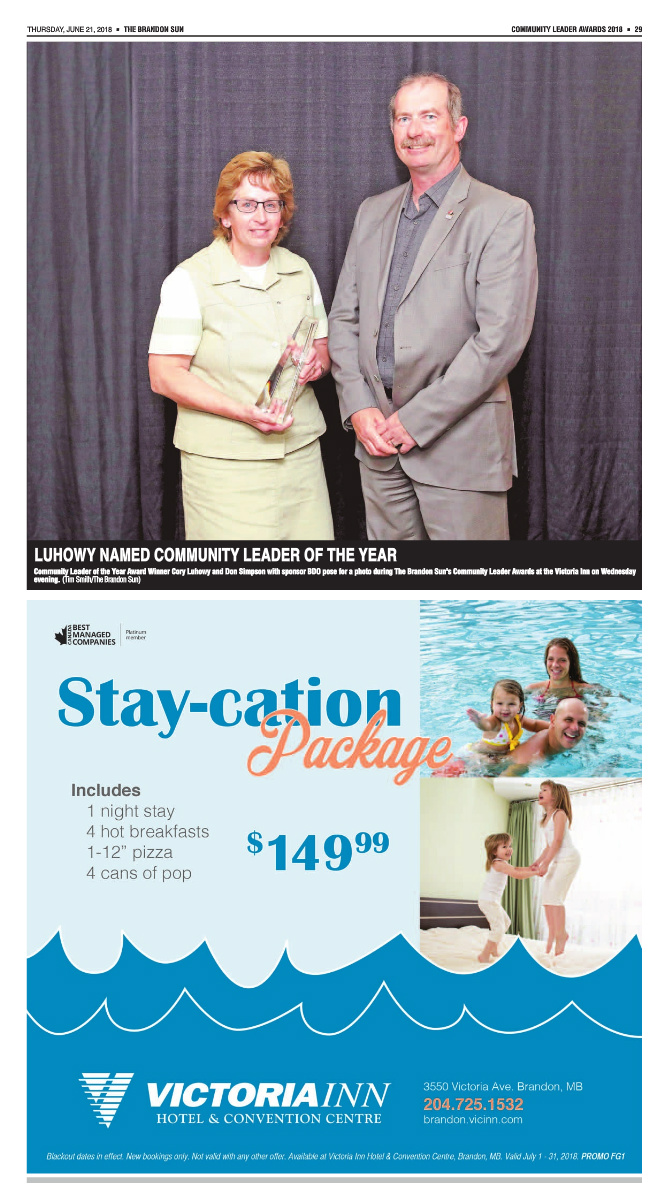 THURSDAY, JUNE 21, 2018 ▪ THE BRANDON SUN
COMMUNITY LEADER AWARDS 2018 ▪ 29
LUHOWY NAMED COMMUNITY LEADER OF THE YEAR
Community Leader of the Year Award Winner Cory Luhowy and Don Simpson with sponsor BDO pose for a photo during The Brandon Sun's Community Leader Awards at the Victoria Inn on Wednesday
evening. (Tim Smith/The Brandon Sun)
CANADA'S
BEST
MANAGED
COMPANIES
Platinum
member
Stay-cation
Package
Includes
1 night stay
4 hot breakfasts
1-12” pizza
4 cans of pop
$149.99
VICTORIA INN
HOTEL & CONVENTION CENTRE
3550 Victoria Ave. Brandon, MB
204.725.1532
brandon.vicinn.com
Blackout dates in effect. New bookings only. Not valid with any other offer. Available at Victoria Inn Hotel & Convention Centre, Brandon, MB. Valid July 1 - 31, 2018. PROMO FG1